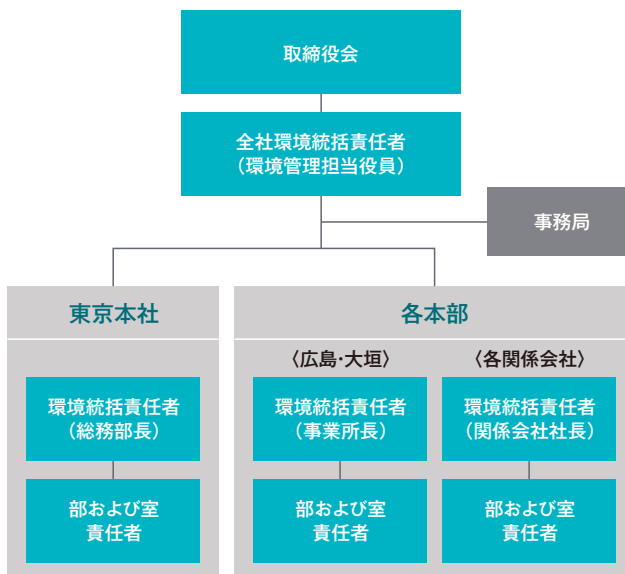 取締役会
全社環境統括責任者
（環境管理担当役員）
事務局
東京本社
環境統括責任者
（総務部長）
部および室
責任者
各本部
〈広島・大垣〉
環境統括責任者
（事業所長）
部および室
責任者
〈各関係会社〉
環境統括責任者
（関係会社社長）
部および室
責任者